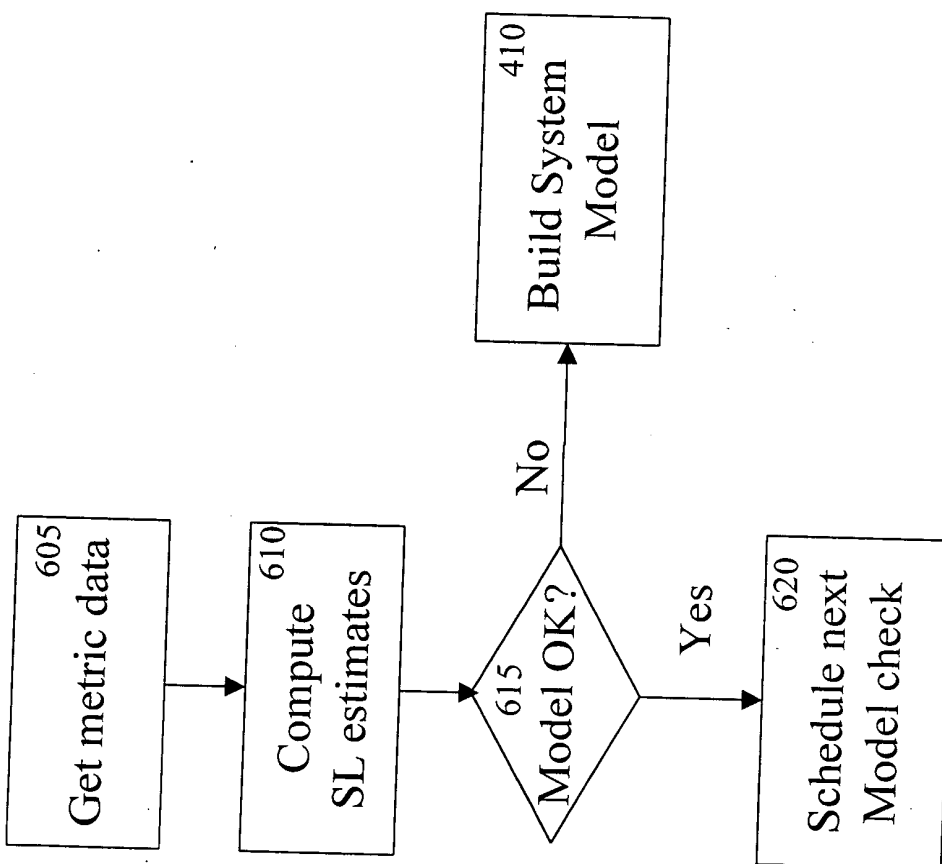 605
Get metric data
610
Compute
SL estimates
615
Model OK?
No
410
Build System
Model
Yes
620
Schedule next
Model check